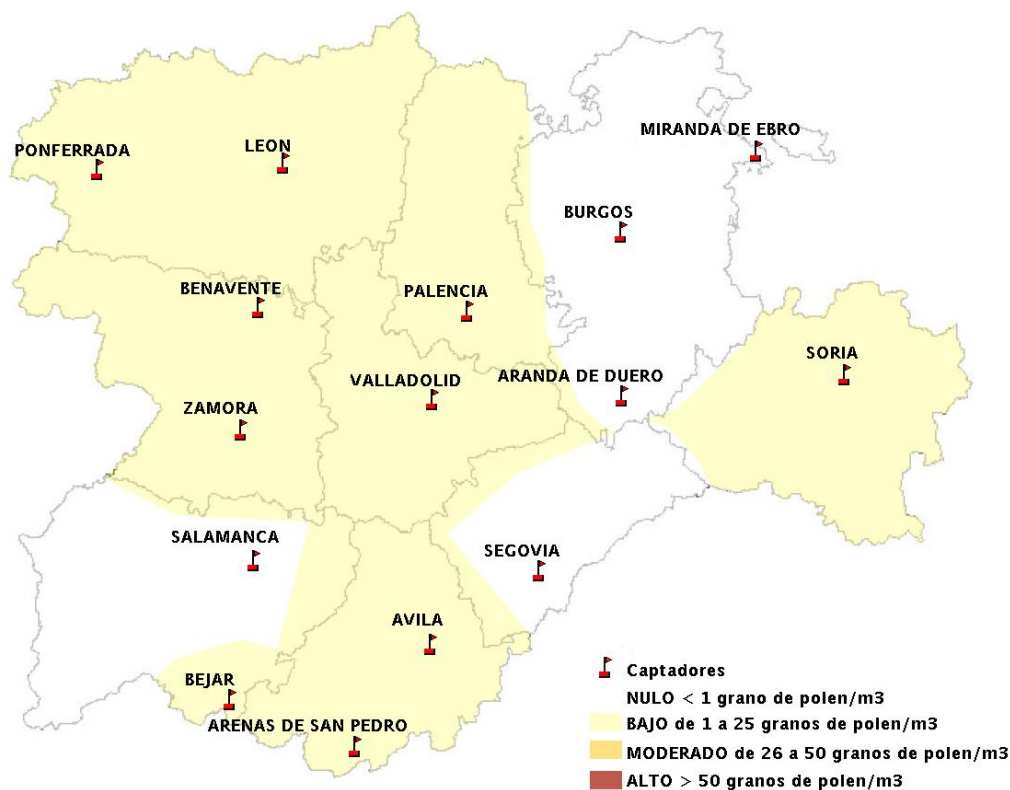 MIRANDA DE EBRO
PONFERRADA
LEON
BURGOS
BENAVENTE
PALENCIA
SORIA
VALLADOLID
ARANDA DE DUERO
ZAMORA
SALAMANCA
SEGOVIA
AVILA
BEJAR
ARENAS DE SAN PEDRO
Captadores
NULO < 1 grano de polen/m3
BAJO de 1 a 25 granos de polen/m3
MODERADO de 26 a 50 granos de polen/m3
ALTO > 50 granos de polen/m3